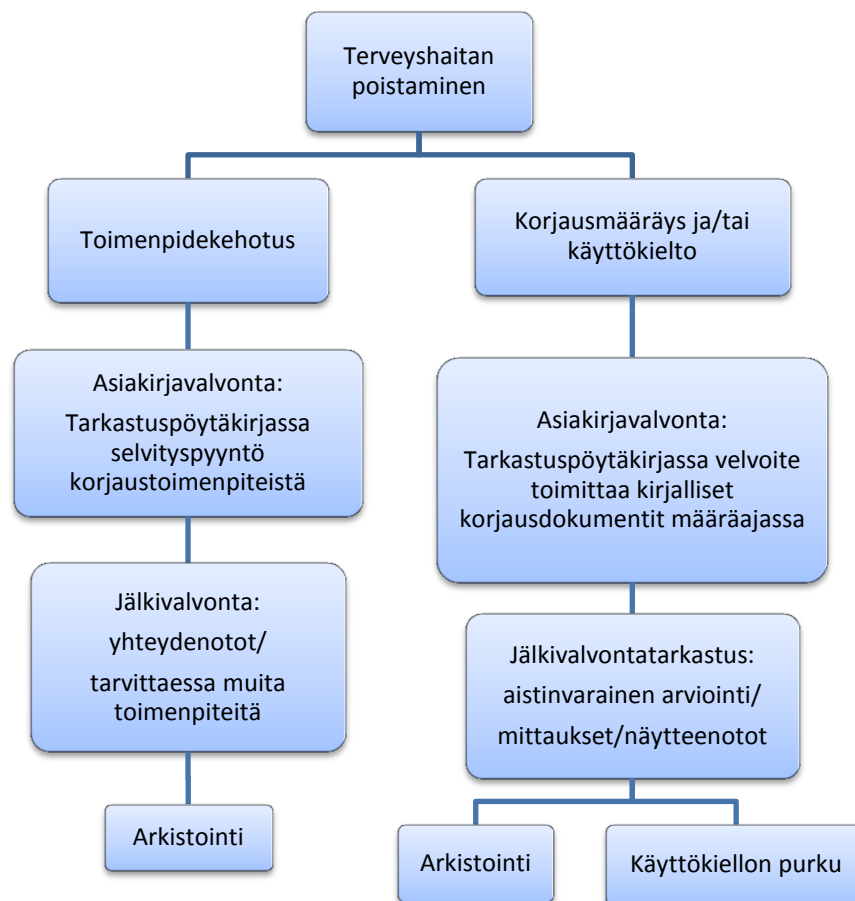 Terveyshaitan
poistaminen
Toimenpidekehotus
Korjausmääräys ja/tai
käyttökielto
Asiakirjavalvonta:
Tarkastuspöytäkirjassa
selvityspyyntö
korjaustoimenpiteistä
Asiakirjavalvonta:
Tarkastuspöytäkirjassa velvoite
toimittaa kirjalliset
korjausdokumentit määräajassa
Jälkivalvonta:
yhteydenotot/
tarvittaessa muita
toimenpiteitä
Jälkivalvontatarkastus:
aistinvarainen arviointi/
mittaukset/näytteenotot
Arkistointi
Arkistointi
Käyttökiellon purku